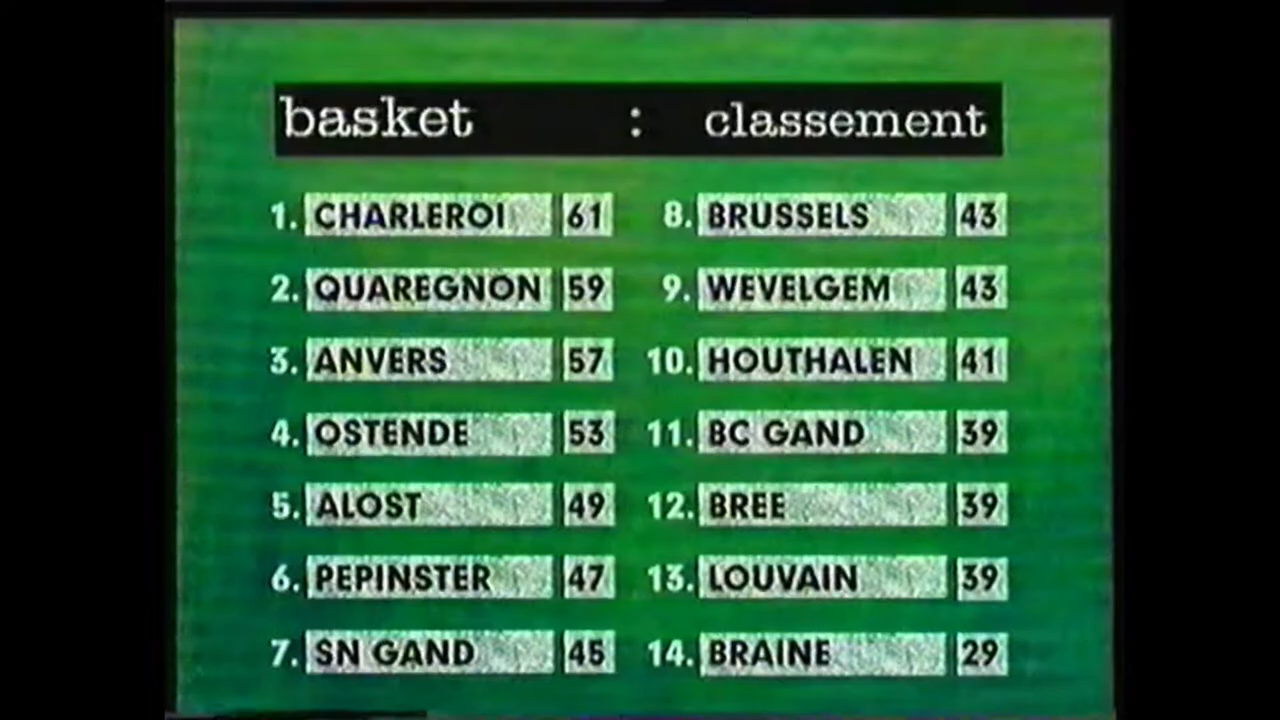 basket : classement
1. CHARLEROI 61
2. QUAREGNON 59
3. ANVERS 57
4. OSTENDE 53
5. ALOST 49
6. PEPINSTER 47
7. SN GAND 45
8. BRUSSELS 43
9. WEVELGEM 43
10. HOUTHALEN 41
11. BC GAND 39
12. BREE 39
13. LOUVAIN 39
14. BRAINE 29